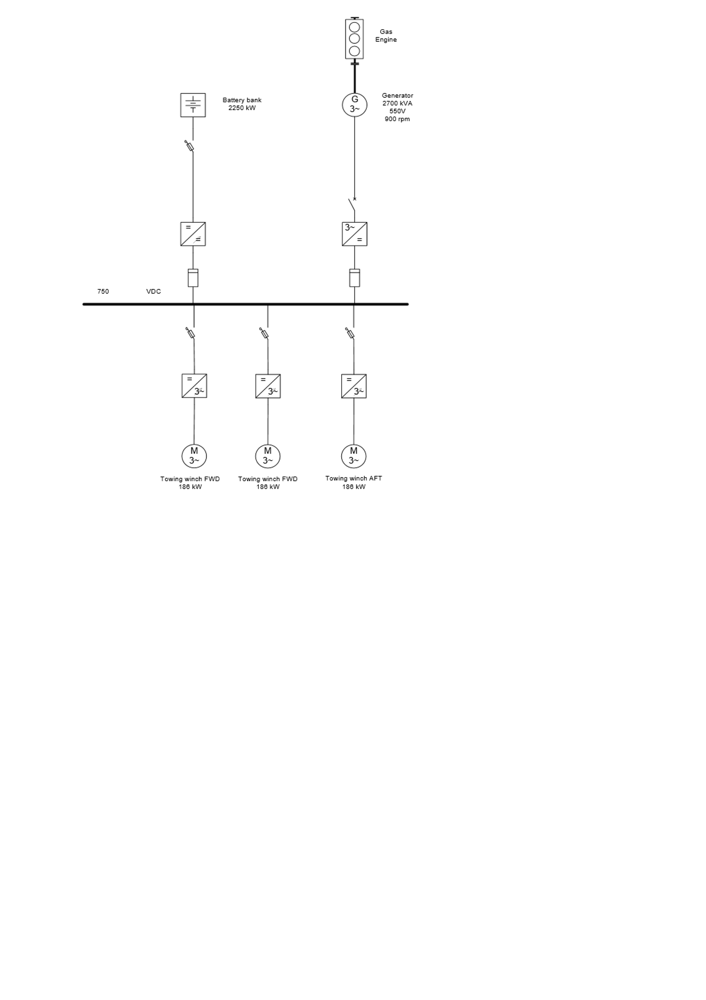 Gas
Engine
Battery bank
2250 kW
G
3~
Generator
2700 kVA
550V
900 rpm
=
=
3~
=
750 VDC
=
3~
=
3~
=
3~
M
3~
M
3~
M
3~
Towing winch FWD
186 kW
Towing winch FWD
186 kW
Towing winch AFT
186 kW